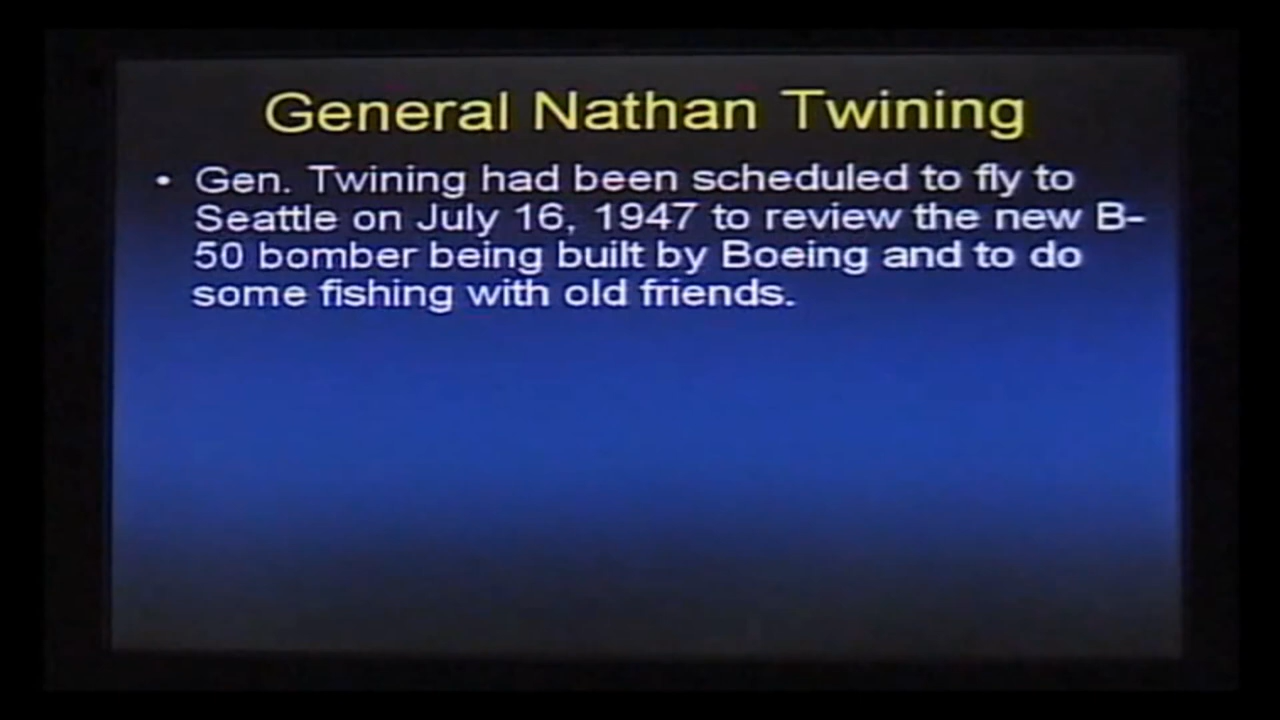 General Nathan Twining
• Gen. Twining had been scheduled to fly to
Seattle on July 16, 1947 to review the new B-
50 bomber being built by Boeing and to do
some fishing with old friends.